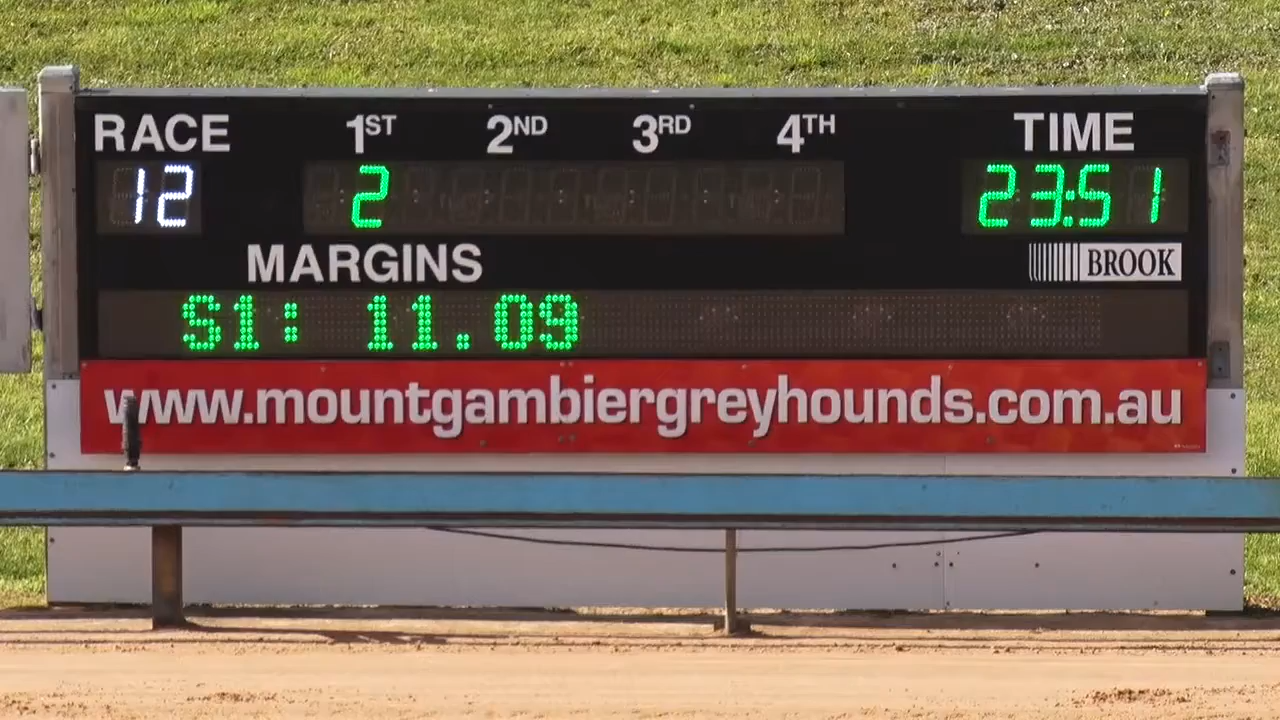 RACE 1ST 2ND 3RD 4TH TIME
12 2 23:51
MARGINS
BROOK
S1: 11.09
www.mountgambiergreyhounds.com.au